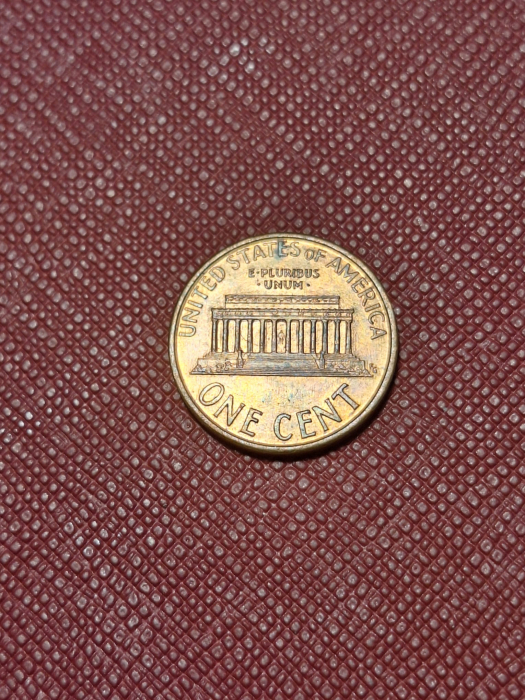 UNITED STATES OF AMERICA
E·PLURIBUS
·UNUM·
ONE CENT